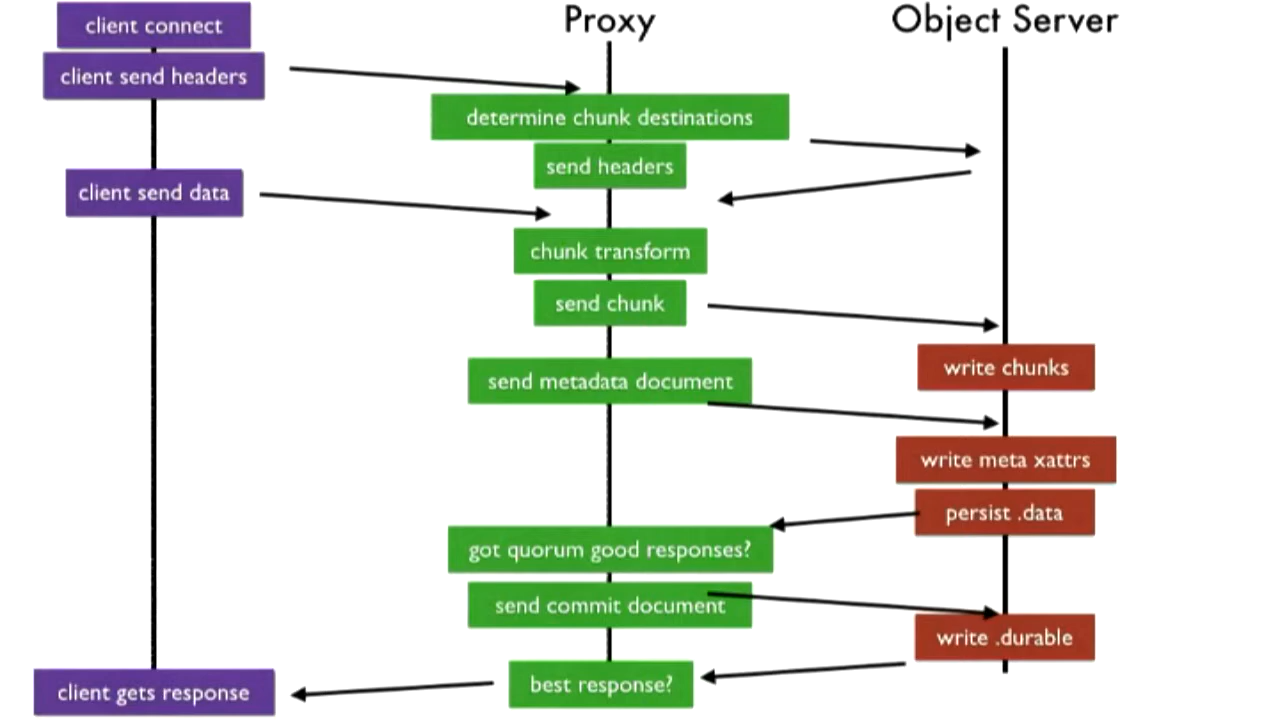 client connect
Proxy
Object Server
client send headers
determine chunk destinations
send headers
client send data
chunk transform
send chunk
write chunks
send metadata document
write meta xattrs
persist .data
got quorum good responses?
send commit document
write .durable
best response?
client gets response